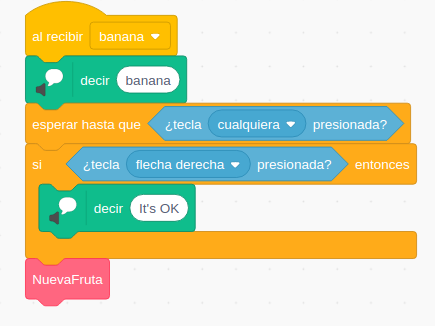 al recibir banana
decir banana
esperar hasta que ¿tecla cualquiera presionada?
si ¿tecla flecha derecha presionada? entonces
decir It's OK
NuevaFruta